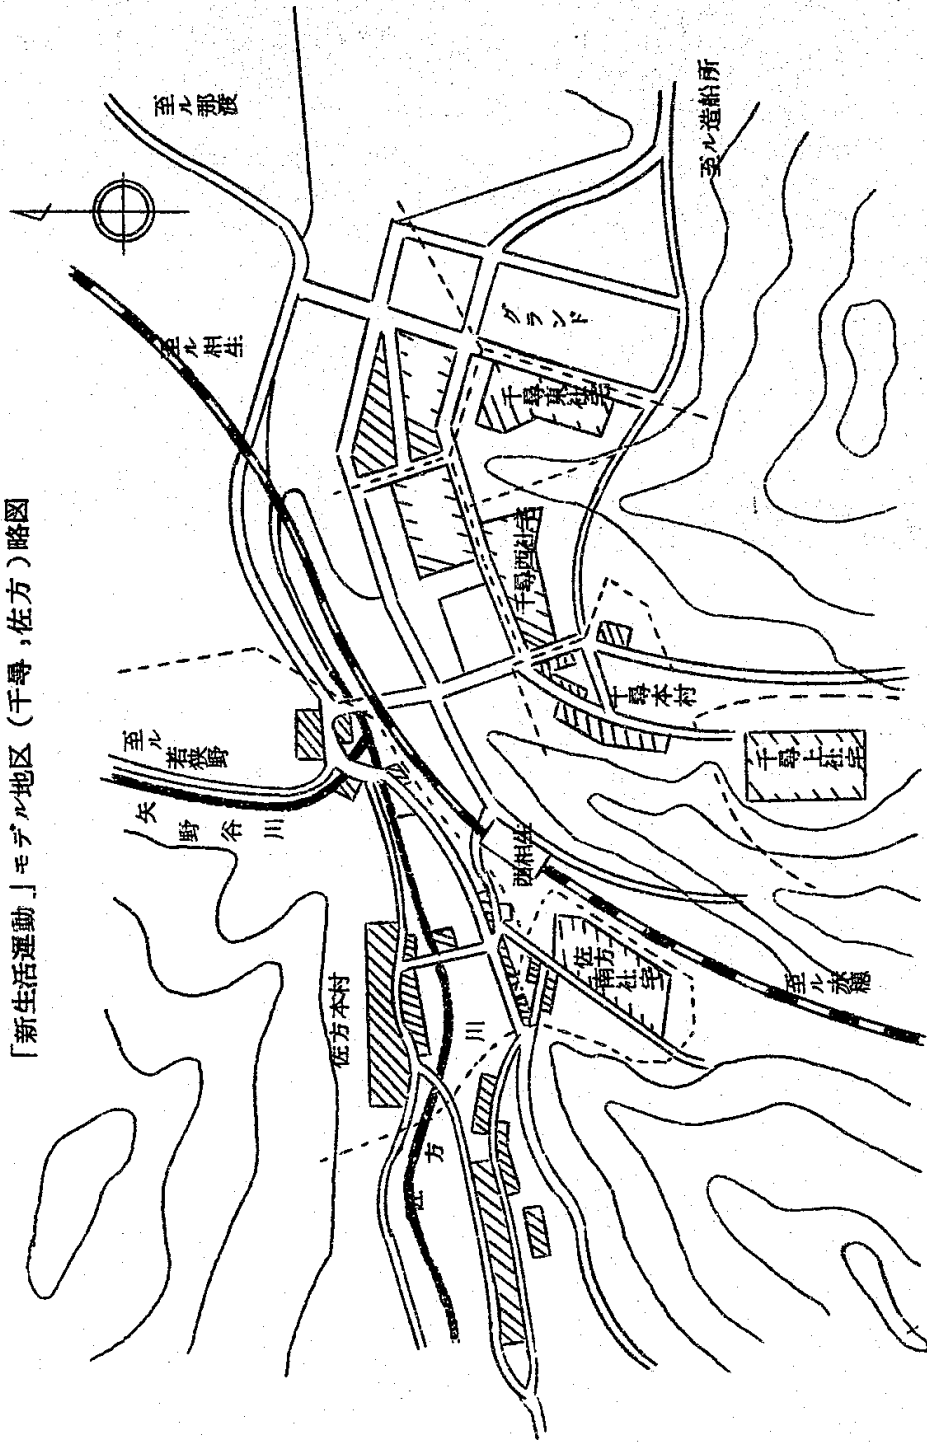 「新生活運動」モデル地区(千尋,佐方)略図
至ル
那波
至ル相生
至ル
若狭野
矢野谷川
佐方本村
佐方川
西相生
佐方
南社宅
至ル赤穂
千尋上社宅
千尋本村
千尋西社宅
千尋東社宅
グランド
至ル造船所